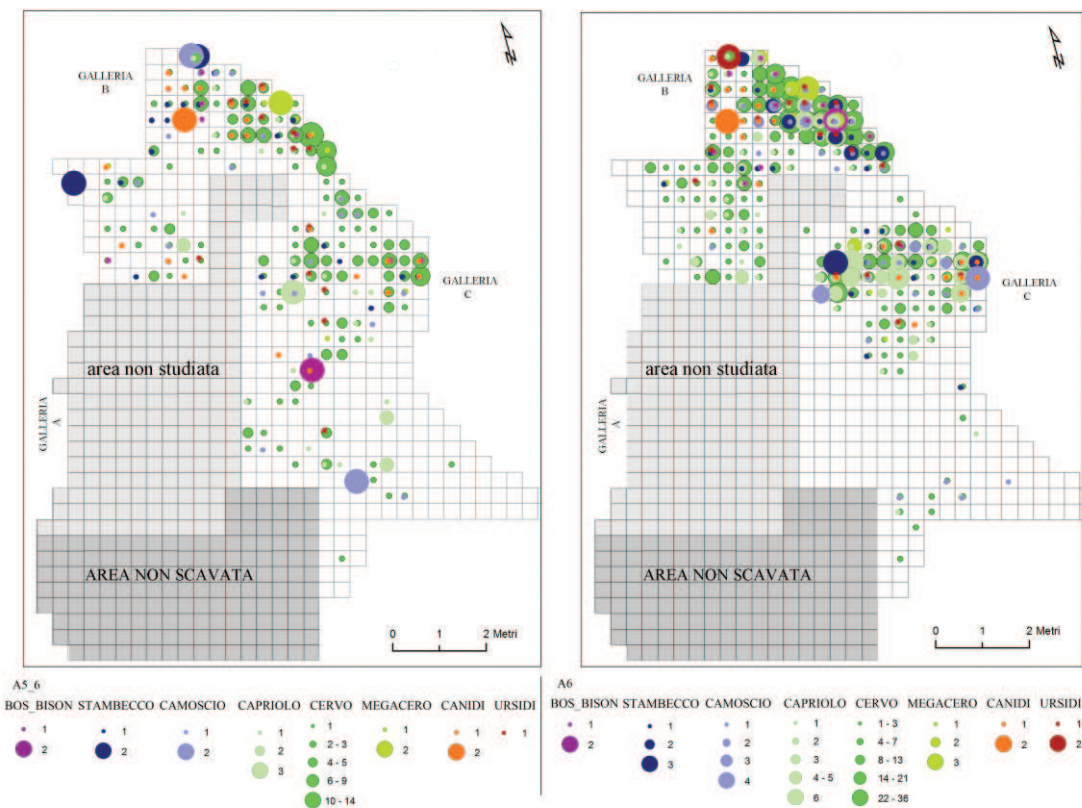 GALLERIA
B
N
GALLERIA
C
area non studiata
GALLERIA
A
AREA NON SCAVATA
0 1 2 Metri
GALLERIA
B
N
GALLERIA
C
area non studiata
GALLERIA
A
AREA NON SCAVATA
0 1 2 Metri
A5_6
BOS_BISON STAMBECCO CAMOSCIO CAPRIOLO CERVO MEGACERO CANIDI URSIDI
1 1 1 1 1 1 1 1
2 2 2 2 2 - 3 2 2
3 4 - 5
6 - 9
10 - 14
A6
BOS_BISON STAMBECCO CAMOSCIO CAPRIOLO CERVO MEGACERO CANIDI URSIDI
1 1 1 1 1 - 3 1 1 1
2 2 2 2 4 - 7 2 2 2
3 3 3 8 - 13 3
4 4 - 5 14 - 21
6 22 - 36